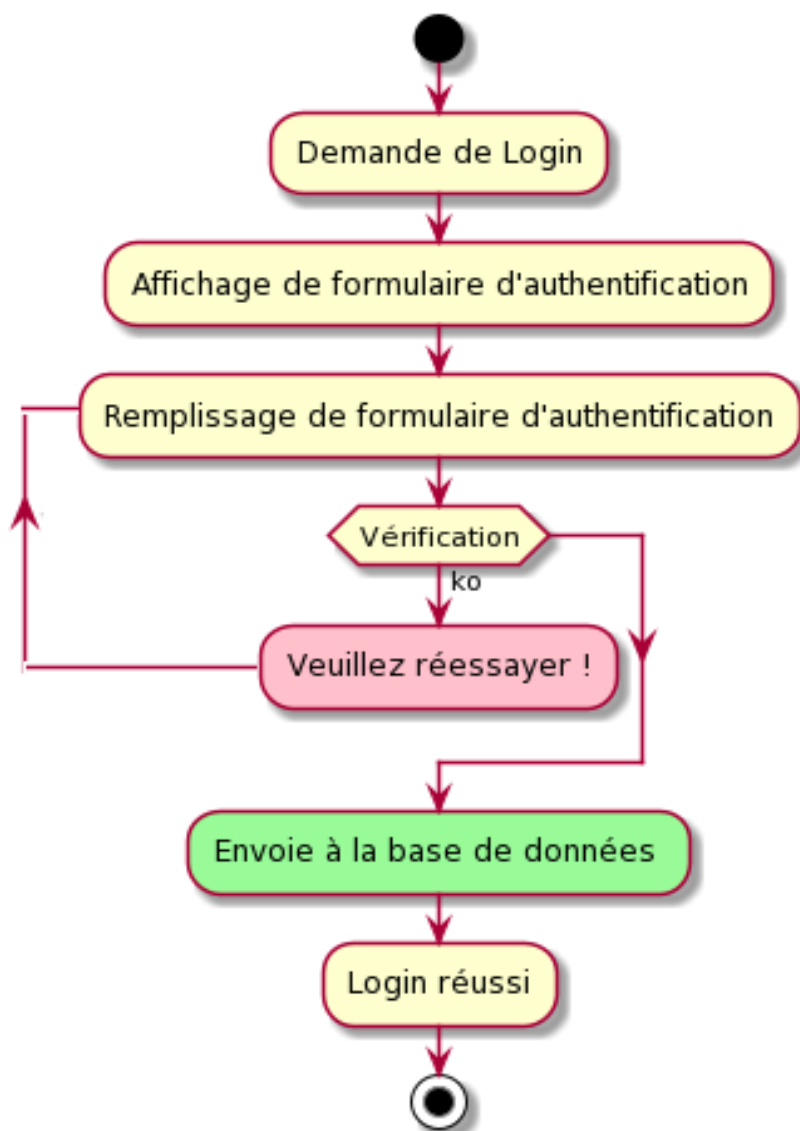 Demande de Login
Affichage de formulaire d'authentification
Remplissage de formulaire d'authentification
Vérification
ko
Veuillez réessayer !
Envoie à la base de données
Login réussi